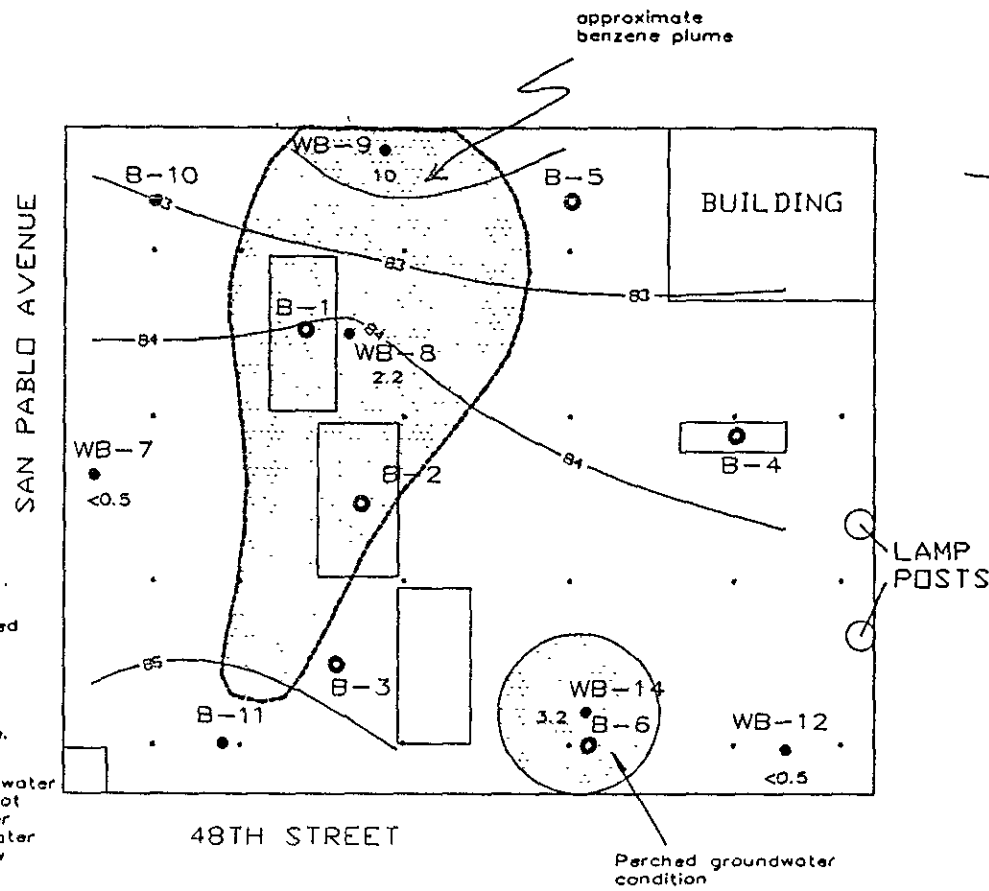 approximate
benzene plume
WB-9
10
B-10
B-5
BUILDING
SAN PABLO AVENUE
83
83
83
B-1
84
84
WB-8
2.2
84
WB-7
<0.5
B-2
B-4
LAMP
POSTS
85
B-3
B-11
WB-14
3.2
B-6
WB-12
<0.5
48TH STREET
Perched groundwater
condition